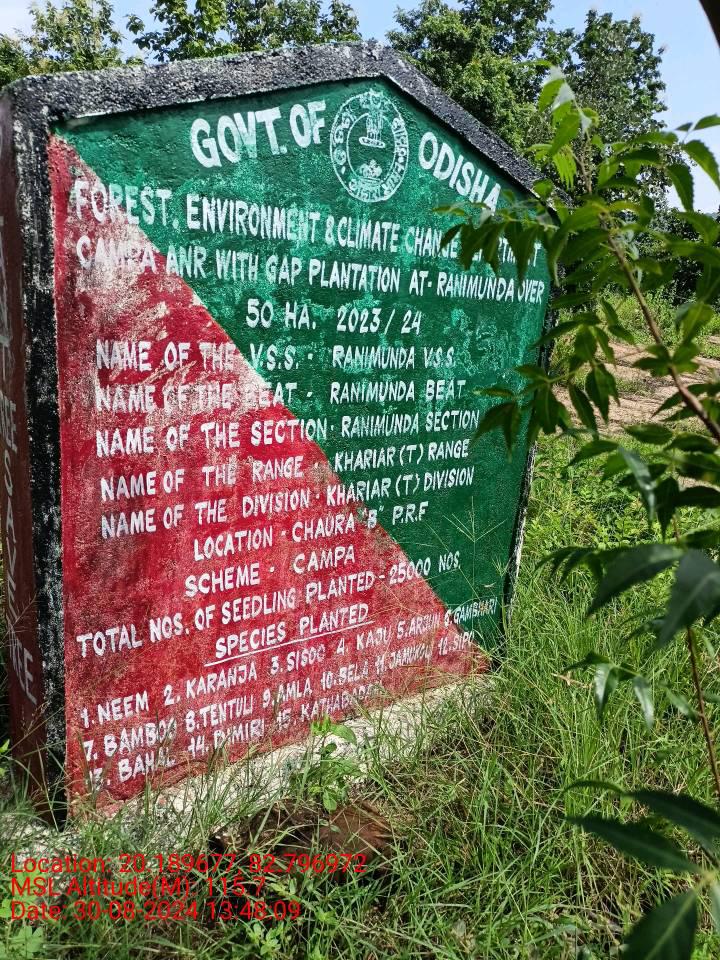 GOVT. OF ODISHA
FOREST, ENVIRONMENT & CLIMATE CHANGE
CAMPA ANR WITH GAP PLANTATION AT- RANIMUNDA OVER
50 HA. 2023/24
NAME OF THE V.S.S. - RANIMUNDA V.S.S.
NAME OF THE BEAT - RANIMUNDA BEAT
NAME OF THE SECTION - RANIMUNDA SECTION
NAME OF THE RANGE - KHARIAR (T) RANGE
NAME OF THE DIVISION - KHARIAR (T) DIVISION
LOCATION - CHAURA "B" P.R.F
SCHEME - CAMPA
TOTAL NOS. OF SEEDLING PLANTED - 25000 NOS.
SPECIES PLANTED
1. NEEM 2. KARANJA 3. SISOO 4. KAJU 5. ARJUN 6. GAMBHARI
7. BAMBOO 8. TENTULI 9. AMLA 10. BELA 11. JAMUKOLI 12.
BAHAL 14. DIMIRI 15.
Location: 20.189677, 82.796972
MSL Altitude(M): 115.7
Date: 30-08-2024 13:48:09